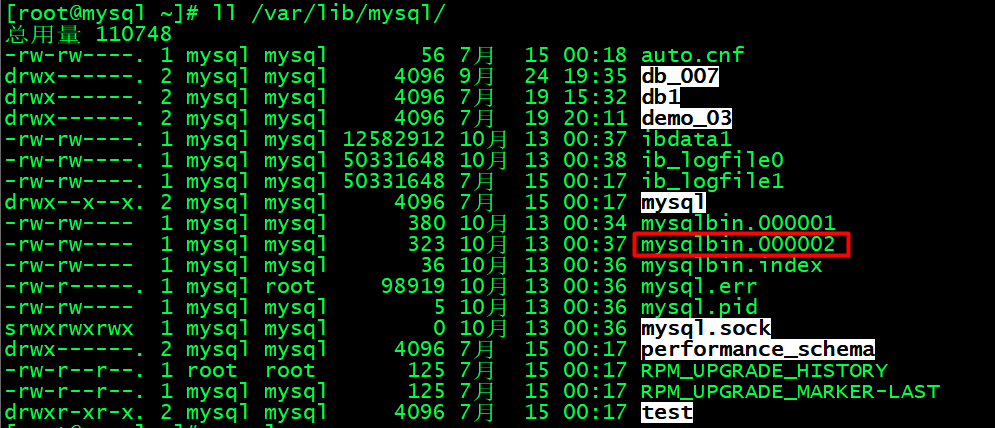 [root@mysql ~]# ll /var/lib/mysql/
总用量 110748
-rw-rw----. 1 mysql mysql 56 7月 15 00:18 auto.cnf
drwx------. 2 mysql mysql 4096 9月 24 19:35 db_007
drwx------. 2 mysql mysql 4096 7月 19 15:32 db1
drwx------. 2 mysql mysql 4096 7月 19 20:11 demo_03
-rw-rw----. 1 mysql mysql 12582912 10月 13 00:37 ibdata1
-rw-rw----. 1 mysql mysql 50331648 10月 13 00:38 ib_logfile0
-rw-rw----. 1 mysql mysql 50331648 7月 15 00:17 ib_logfile1
drwx--x--x. 2 mysql mysql 4096 7月 15 00:17 mysql
-rw-rw---- 1 mysql mysql 380 10月 13 00:34 mysqlbin.000001
-rw-rw---- 1 mysql mysql 323 10月 13 00:37 mysqlbin.000002
-rw-rw---- 1 mysql mysql 36 10月 13 00:36 mysqlbin.index
-rw-r-----. 1 mysql root 98919 10月 13 00:36 mysql.err
-rw-rw---- 1 mysql mysql 5 10月 13 00:36 mysql.pid
srwxrwxrwx 1 mysql mysql 0 10月 13 00:36 mysql.sock
drwx------. 2 mysql mysql 4096 7月 15 00:17 performance_schema
-rw-r--r--. 1 root root 125 7月 15 00:17 RPM_UPGRADE_HISTORY
-rw-r--r--. 1 mysql mysql 125 7月 15 00:17 RPM_UPGRADE_MARKER-LAST
drwxr-xr-x. 2 mysql mysql 4096 7月 15 00:17 test